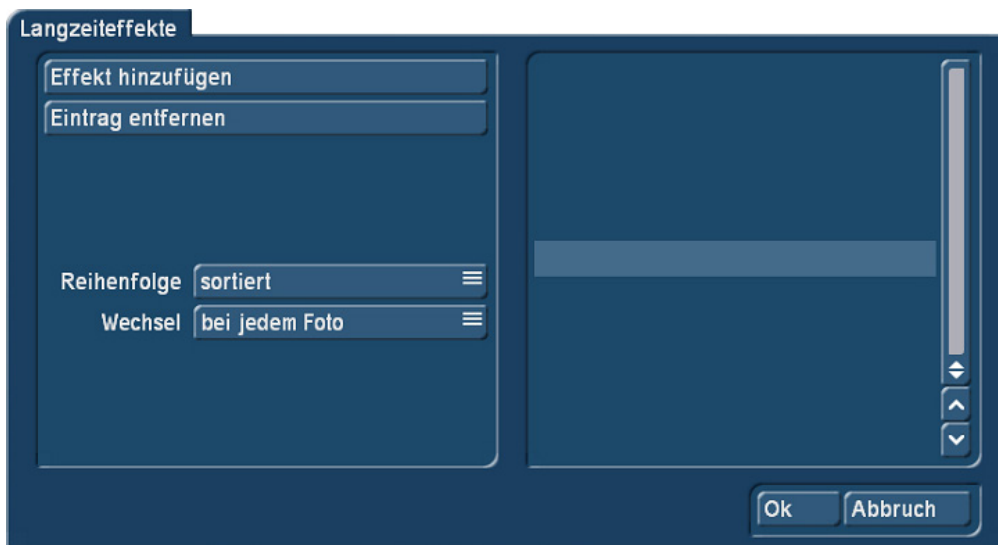 Langzeiteffekte
Effekt hinzufügen
Eintrag entfernen
Reihenfolge sortiert
Wechsel bei jedem Foto
Ok Abbruch